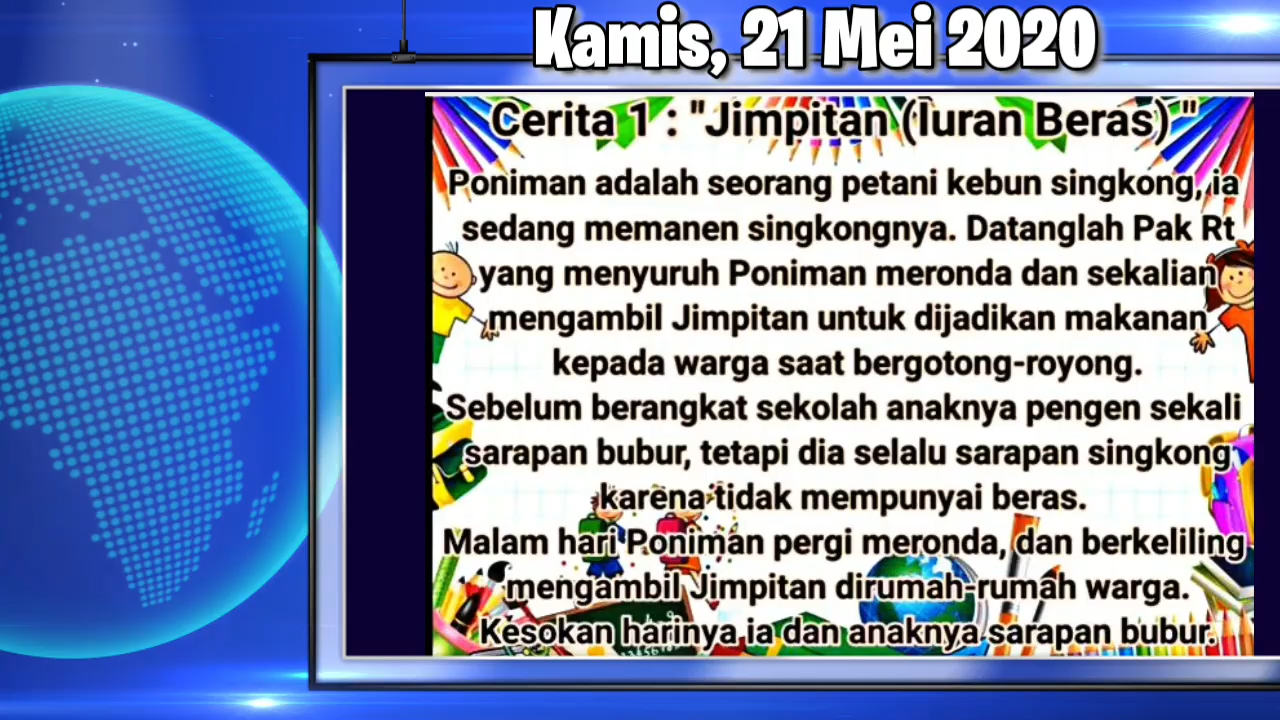 Kamis, 21 Mei 2020
Cerita 1 : "Jimpitan (Iuran Beras) "
Poniman adalah seorang petani kebun singkong, ia
sedang memanen singkongnya. Datanglah Pak Rt
yang menyuruh Poniman meronda dan sekalian
mengambil Jimpitan untuk dijadikan makanan
kepada warga saat bergotong-royong.
Sebelum berangkat sekolah anaknya pengen sekali
sarapan bubur, tetapi dia selalu sarapan singkong
karena tidak mempunyai beras.
Malam hari Poniman pergi meronda, dan berkeliling
mengambil Jimpitan dirumah-rumah warga.
Kesokan harinya ia dan anaknya sarapan bubur.